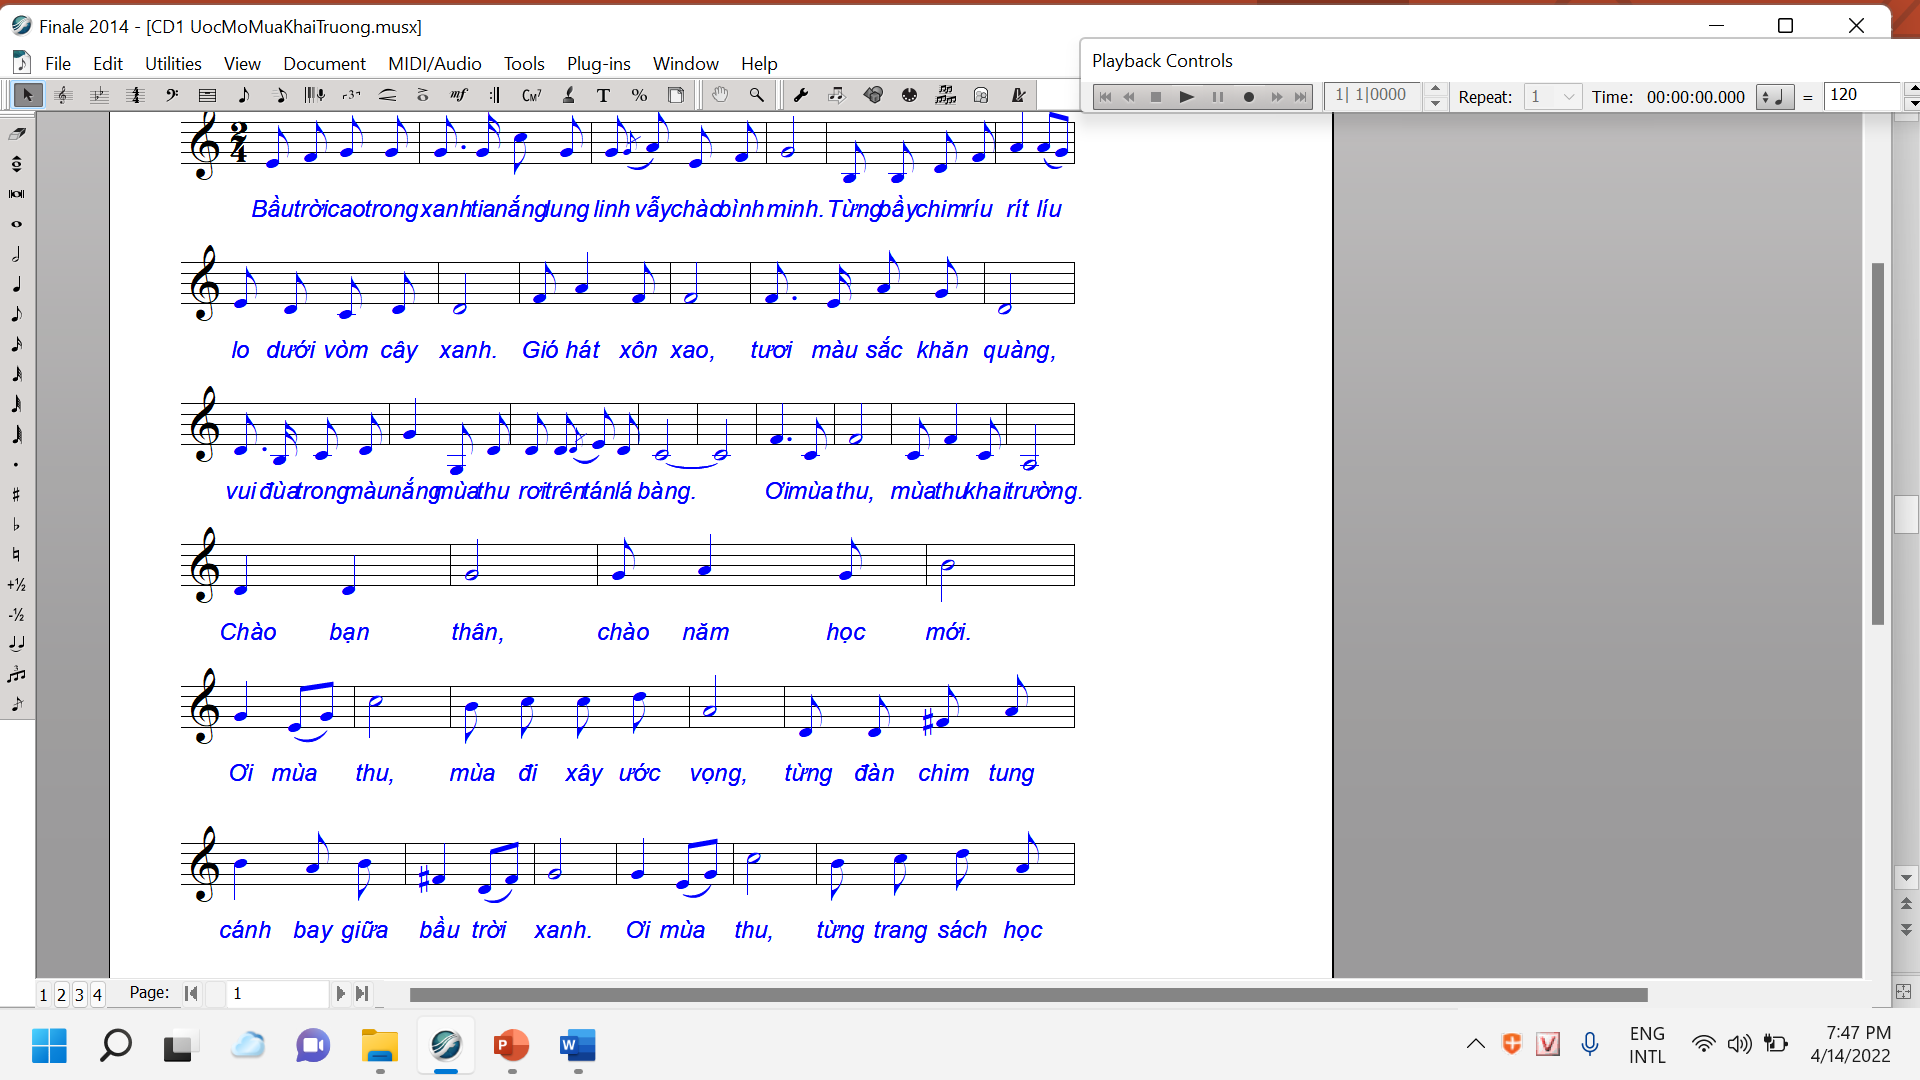 Finale 2014 - [CD1 UocMoMuaKhaiTruong.musx]
File Edit Utilities View Document MIDI/Audio Tools Plug-ins Window Help
Playback Controls
1| 1|0000 Repeat: 1 Time: 00:00:00.000 = 120
Bầu trời cao trong xanh tia nắng lung linh vẫy chào bình minh. Từng bầy chim ríu rít líu
lo dưới vòm cây xanh. Gió hát xôn xao, tươi màu sắc khăn quàng,
vui đùa trong màu nắng mùa thu rơi trên tán lá bàng. Ơi mùa thu, mùa thu khai trường.
Chào bạn thân, chào năm học mới.
Ơi mùa thu, mùa đi xây ước vọng, từng đàn chim tung
cánh bay giữa bầu trời xanh. Ơi mùa thu, từng trang sách học
1 2 3 4 Page: 1
ENG
INTL
7:47 PM
4/14/2022